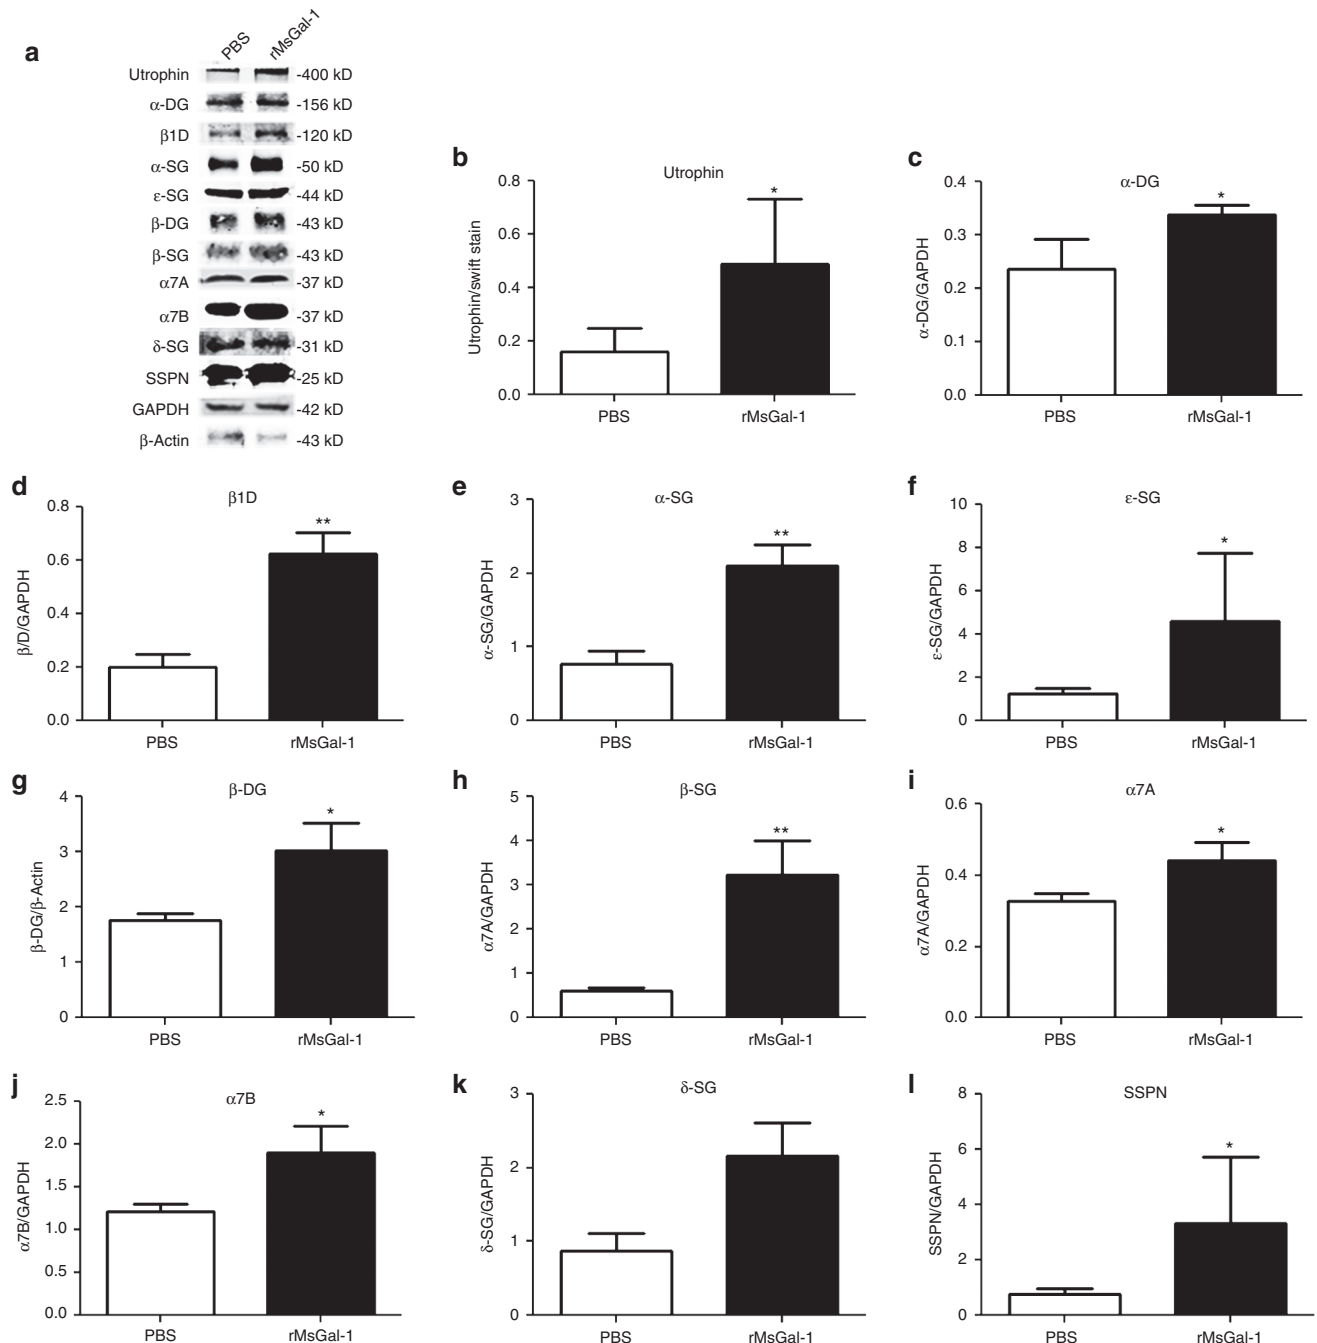 a
PBS rMsGal-1
Utrophin -400 kD
α-DG -156 kD
β1D -120 kD
α-SG -50 kD
ε-SG -44 kD
β-DG -43 kD
β-SG -43 kD
α7A -37 kD
α7B -37 kD
δ-SG -31 kD
SSPN -25 kD
GAPDH -42 kD
β-Actin -43 kD
b
Utrophin
Utrophin/swift stain
0.8
0.6
0.4
0.2
0.0
*
PBS rMsGal-1
c
α-DG
α-DG/GAPDH
0.4
0.3
0.2
0.1
0.0
*
PBS rMsGal-1
d
β1D
β/D/GAPDH
0.8
0.6
0.4
0.2
0.0
**
PBS rMsGal-1
e
α-SG
α-SG/GAPDH
3
2
1
0
**
PBS rMsGal-1
f
ε-SG
ε-SG/GAPDH
10
8
6
4
2
0
*
PBS rMsGal-1
g
β-DG
β-DG/β-Actin
4
3
2
1
0
*
PBS rMsGal-1
h
β-SG
α7A/GAPDH
5
4
3
2
1
0
**
PBS rMsGal-1
i
α7A
α7A/GAPDH
0.6
0.4
0.2
0.0
*
PBS rMsGal-1
j
α7B
α7B/GAPDH
2.5
2.0
1.5
1.0
0.5
0.0
*
PBS rMsGal-1
k
δ-SG
δ-SG/GAPDH
3
2
1
0
PBS rMsGal-1
l
SSPN
SSPN/GAPDH
8
6
4
2
0
*
PBS rMsGal-1